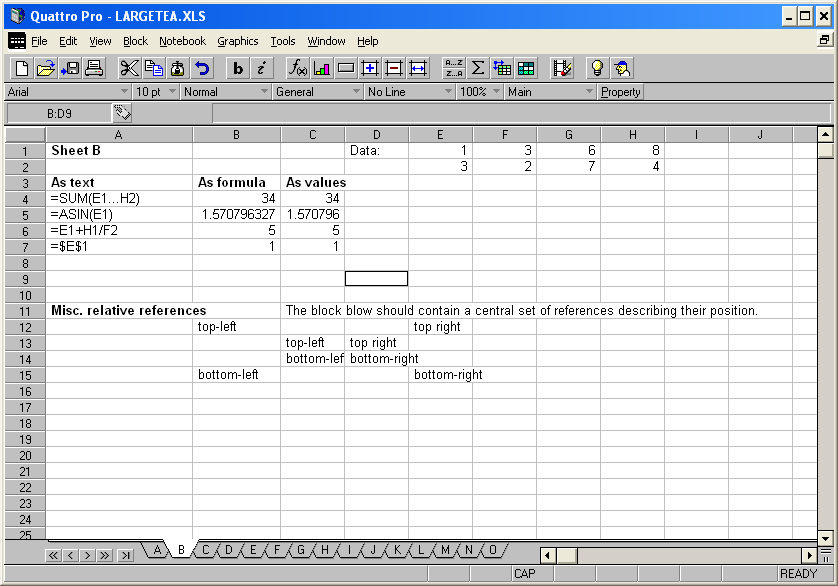 Quattro Pro - LARGETEA.XLS
File Edit View Block Notebook Graphics Tools Window Help
b i f(x) A...Z Z...A Σ
Arial 10 pt Normal General No Line 100% Main Property
B:D9
A B C D E F G H I J
1 Sheet B Data: 1 3 6 8
2 3 2 7 4
3 As text As formula As values
4 =SUM(E1...H2) 34 34
5 =ASIN(E1) 1.570796327 1.570796
6 =E1+H1/F2 5 5
7 =$E$1 1 1
8
9
10
11 Misc. relative references The block blow should contain a central set of references describing their position.
12 top-left top right
13 top-left top right
14 bottom-lef bottom-right
15 bottom-left bottom-right
16
17
18
19
20
21
22
23
24
25
A B C D E F G H I J K L M N O
CAP READY